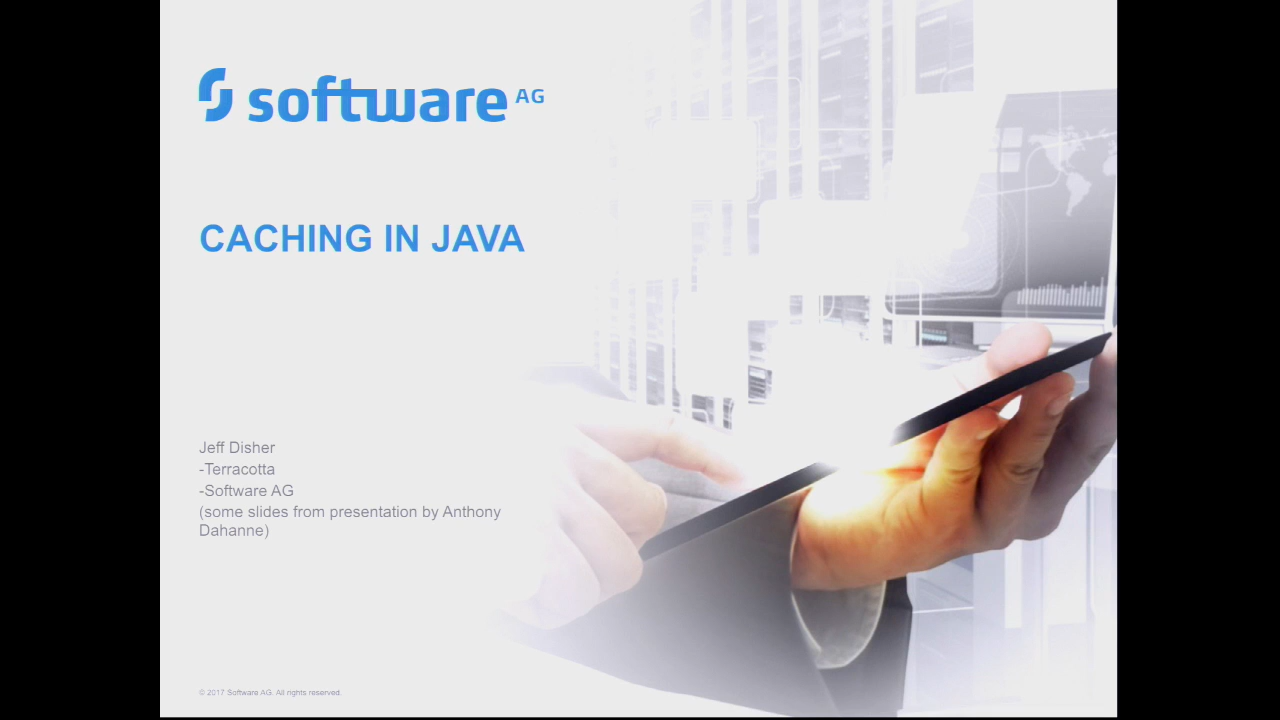 software AG
CACHING IN JAVA
Jeff Disher
-Terracotta
-Software AG
(some slides from presentation by Anthony
Dahanne)
© 2017 Software AG. All rights reserved.